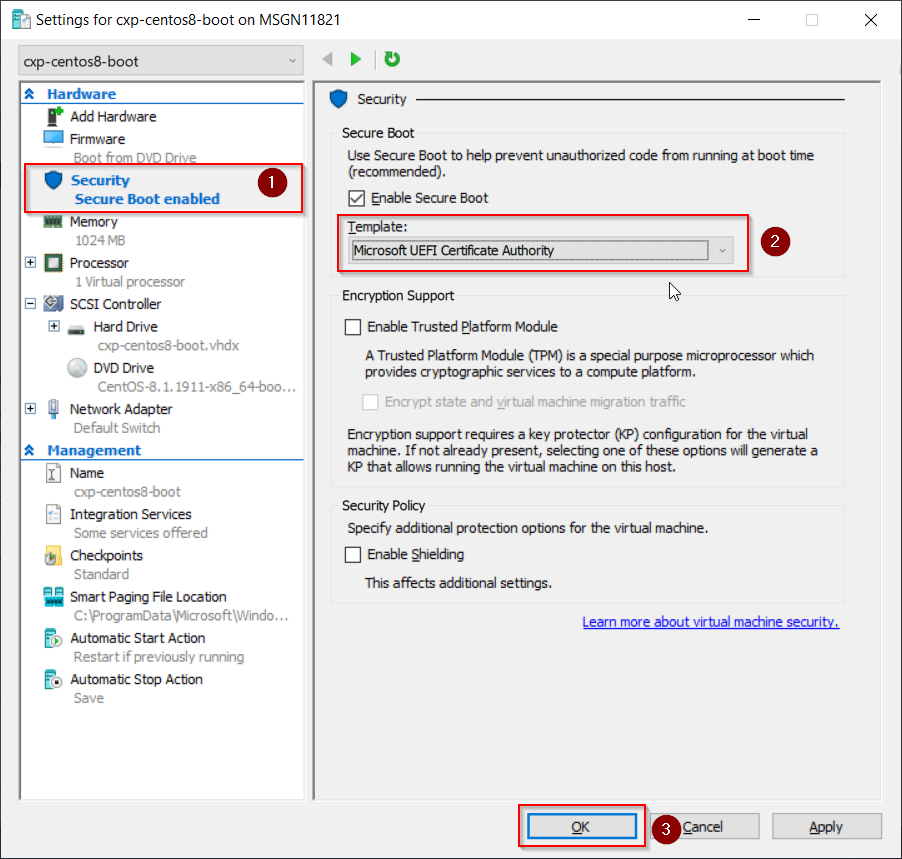 Settings for cxp-centos8-boot on MSGN11821
cxp-centos8-boot
Hardware
Add Hardware
Firmware
Boot from DVD Drive
Security
Secure Boot enabled
1
Memory
1024 MB
Processor
1 Virtual processor
SCSI Controller
Hard Drive
cxp-centos8-boot.vhdx
DVD Drive
CentOS-8.1.1911-x86_64-boo...
Network Adapter
Default Switch
Management
Name
cxp-centos8-boot
Integration Services
Some services offered
Checkpoints
Standard
Smart Paging File Location
C:\ProgramData\Microsoft\Windo...
Automatic Start Action
Restart if previously running
Automatic Stop Action
Save
Security
Secure Boot
Use Secure Boot to help prevent unauthorized code from running at boot time
(recommended).
Enable Secure Boot
Template:
Microsoft UEFI Certificate Authority
2
Encryption Support
Enable Trusted Platform Module
A Trusted Platform Module (TPM) is a special purpose microprocessor which
provides cryptographic services to a compute platform.
Encrypt state and virtual machine migration traffic
Encryption support requires a key protector (KP) configuration for the virtual
machine. If not already present, selecting one of these options will generate a
KP that allows running the virtual machine on this host.
Security Policy
Specify additional protection options for the virtual machine.
Enable Shielding
This affects additional settings.
Learn more about virtual machine security.
OK
3
Cancel
Apply